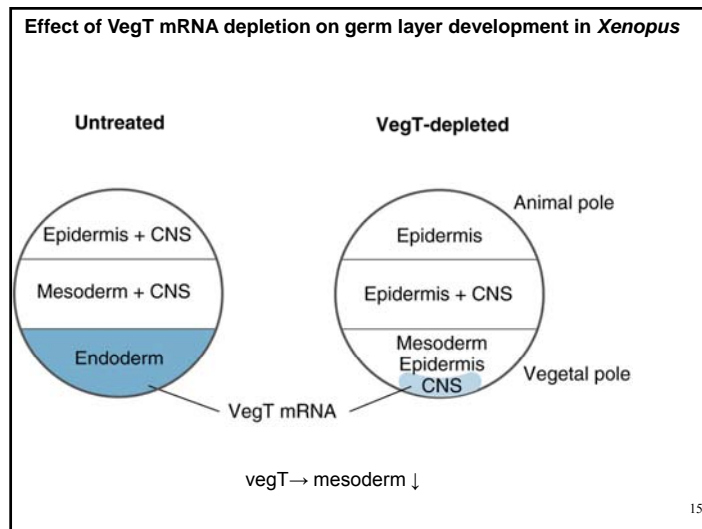 Effect of VegT mRNA depletion on germ layer development in Xenopus
Untreated
VegT-depleted
Animal pole
Epidermis + CNS
Epidermis
Mesoderm + CNS
Epidermis + CNS
Endoderm
Mesoderm
Epidermis
CNS
Vegetal pole
VegT mRNA
vegT→ mesoderm ↓
15